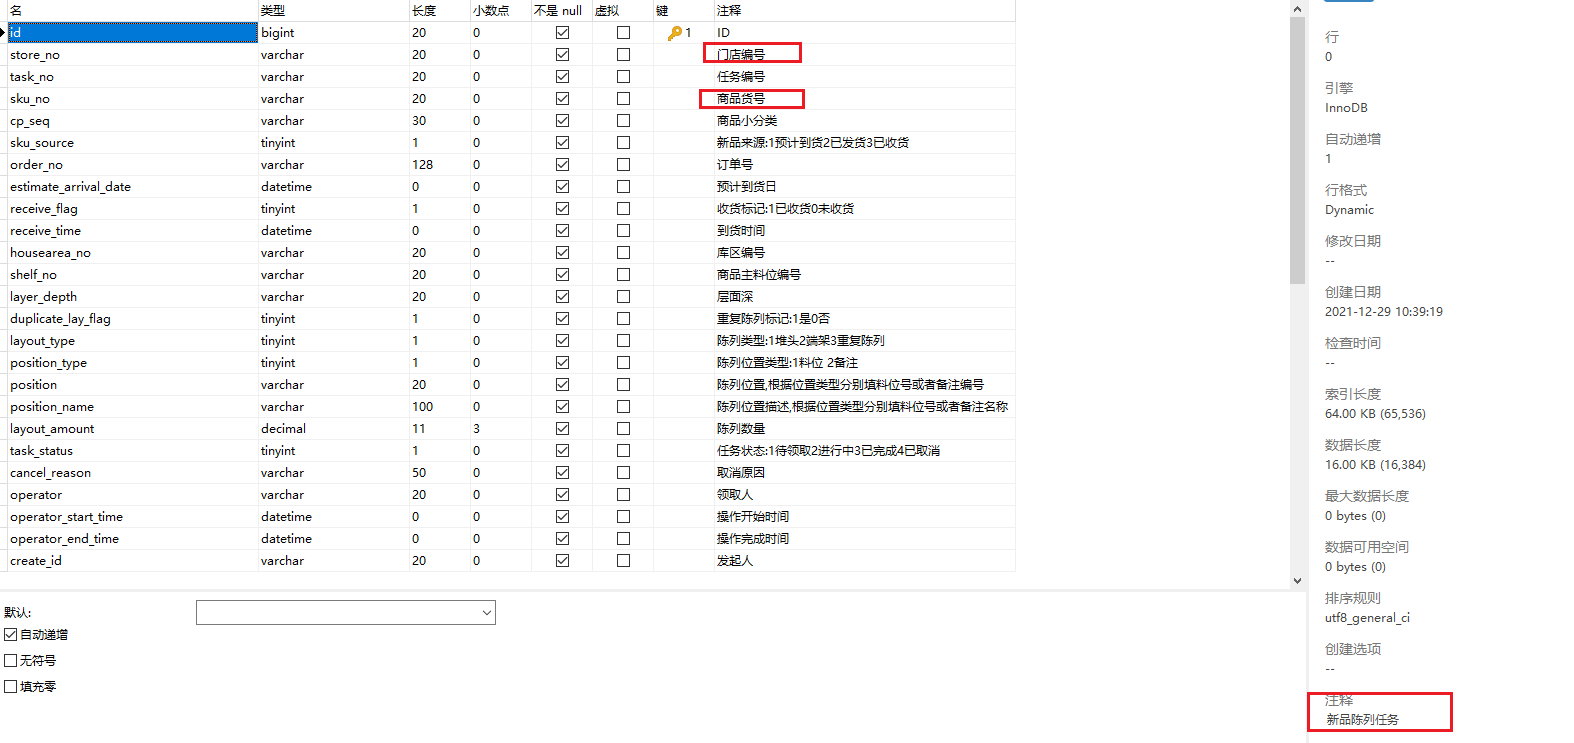 名 类型 长度 小数点 不是 null 虚拟 键 注释
id bigint 20 0 1 ID
store_no varchar 20 0 门店编号
task_no varchar 20 0 任务编号
sku_no varchar 20 0 商品货号
cp_seq varchar 30 0 商品小分类
sku_source tinyint 1 0 新品来源:1预计到货2已发货3已收货
order_no varchar 128 0 订单号
estimate_arrival_date datetime 0 0 预计到货日
receive_flag tinyint 1 0 收货标记:1已收货0未收货
receive_time datetime 0 0 到货时间
housearea_no varchar 20 0 库区编号
shelf_no varchar 20 0 商品主料位编号
layer_depth varchar 20 0 层面深
duplicate_lay_flag tinyint 1 0 重复陈列标记:1是0否
layout_type tinyint 1 0 陈列类型:1堆头2端架3重复陈列
position_type tinyint 1 0 陈列位置类型:1料位 2备注
position varchar 20 0 陈列位置,根据位置类型分别填料位号或者备注编号
position_name varchar 100 0 陈列位置描述,根据位置类型分别填料位号或者备注名称
layout_amount decimal 11 3 陈列数量
task_status tinyint 1 0 任务状态:1待领取2进行中3已完成4已取消
cancel_reason varchar 50 0 取消原因
operator varchar 20 0 领取人
operator_start_time datetime 0 0 操作开始时间
operator_end_time datetime 0 0 操作完成时间
create_id varchar 20 0 发起人
默认:
自动递增
无符号
填充零
行
0
引擎
InnoDB
自动递增
1
行格式
Dynamic
修改日期
--
创建日期
2021-12-29 10:39:19
检查时间
--
索引长度
64.00 KB (65,536)
数据长度
16.00 KB (16,384)
最大数据长度
0 bytes (0)
数据可用空间
0 bytes (0)
排序规则
utf8_general_ci
创建选项
--
注释
新品陈列任务